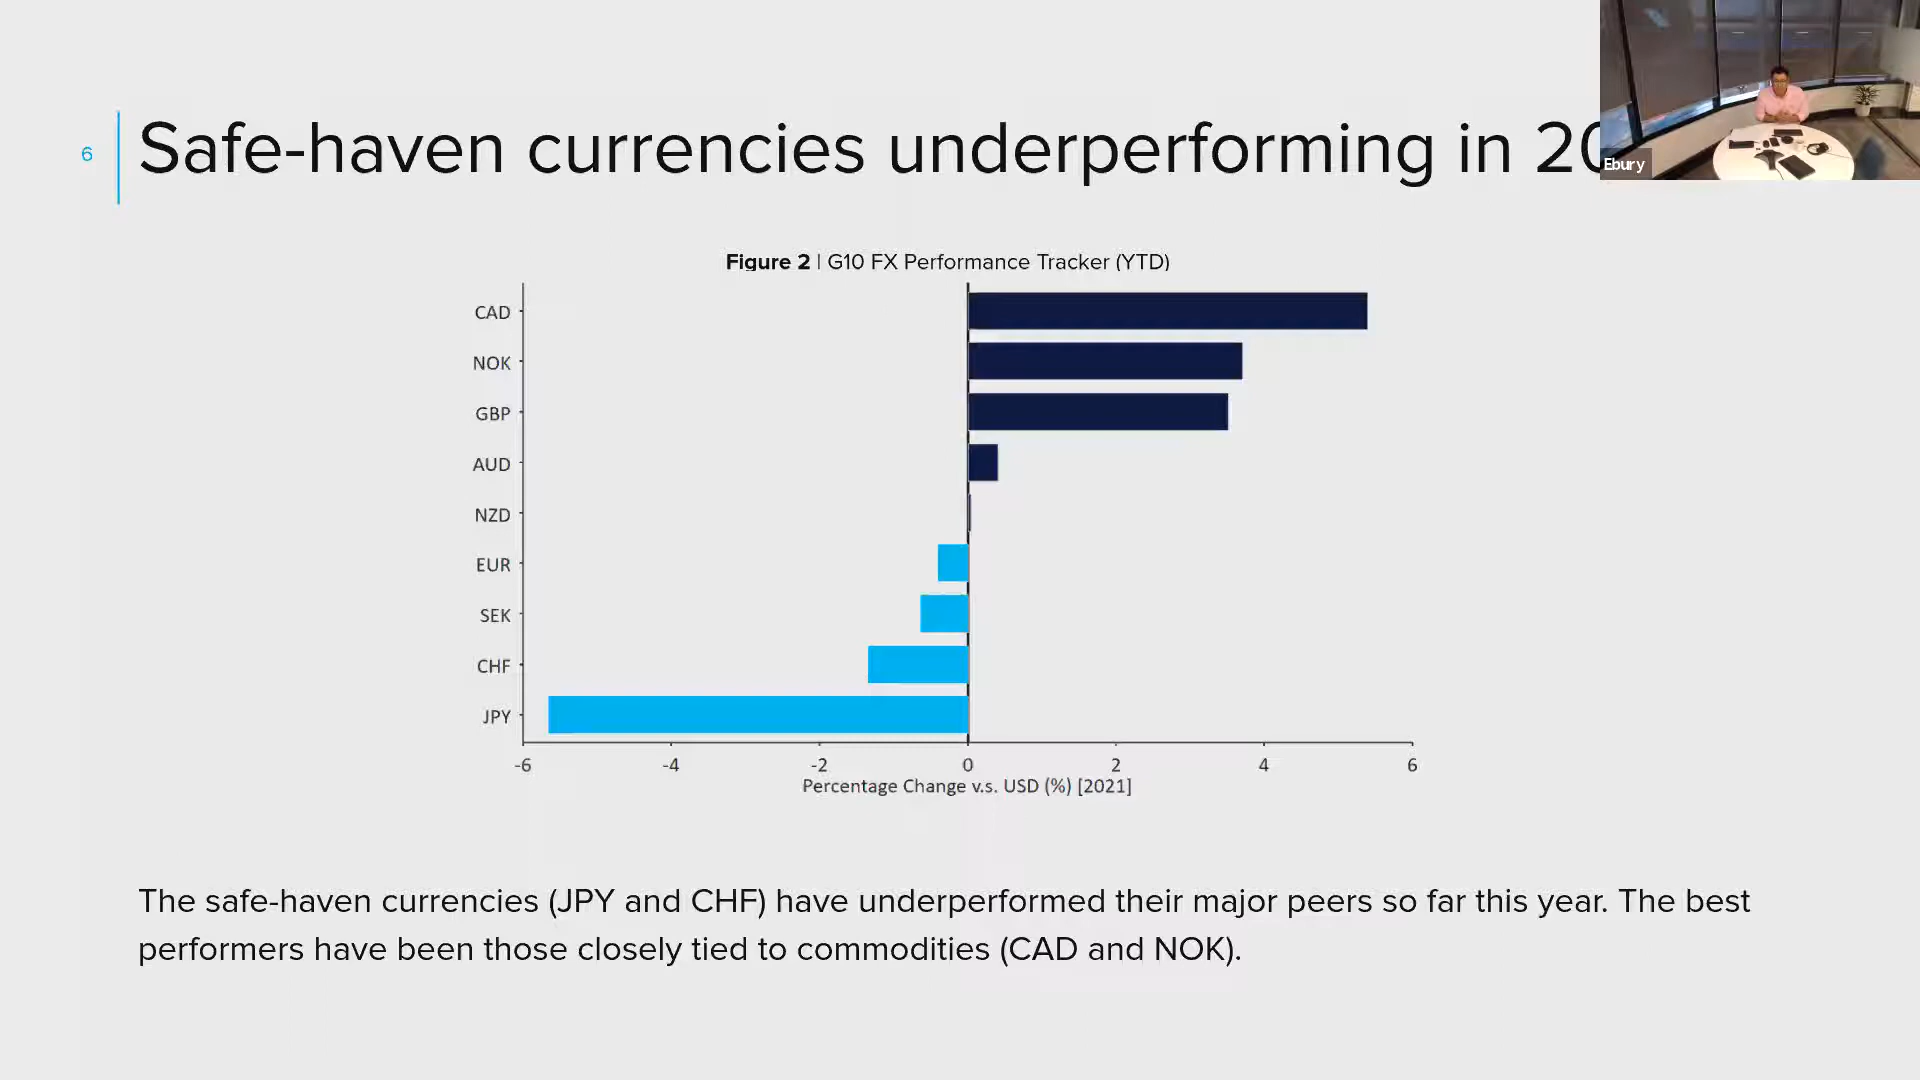 6
Safe-haven currencies underperforming in
Ebury
Figure 2 | G10 FX Performance Tracker (YTD)
CAD
NOK
GBP
AUD
NZD
EUR
SEK
CHF
JPY
-6 -4 -2 0 2 4 6
Percentage Change v.s. USD (%) [2021]
The safe-haven currencies (JPY and CHF) have underperformed their major peers so far this year. The best
performers have been those closely tied to commodities (CAD and NOK).